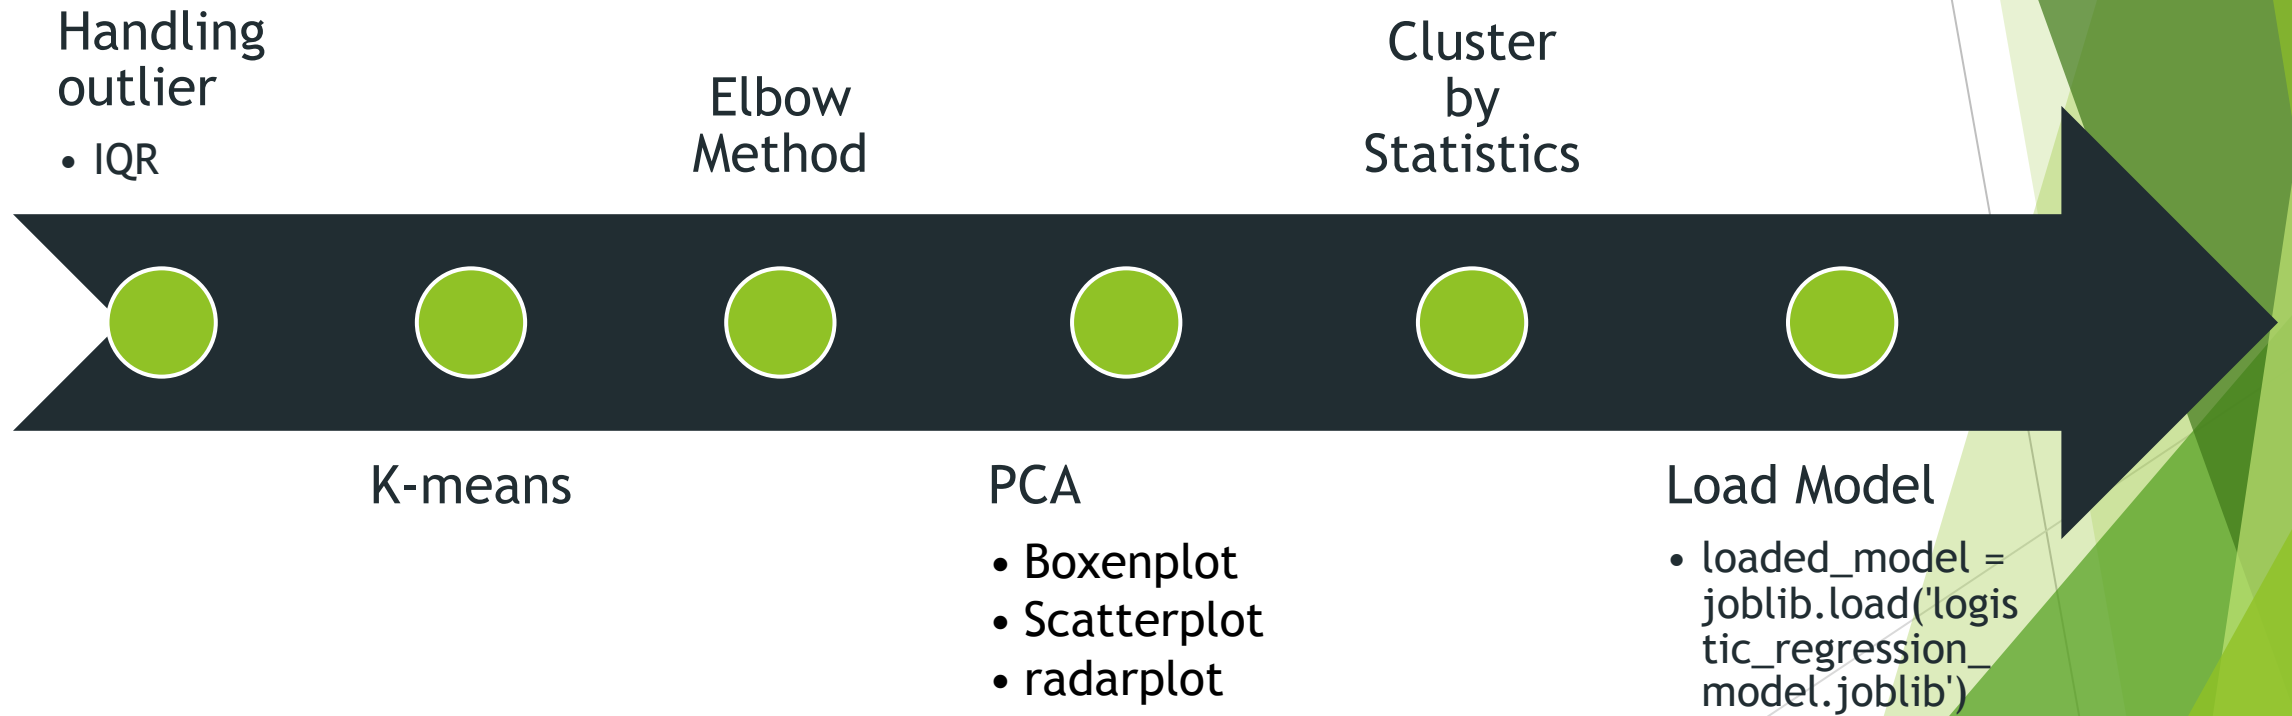 Handling
outlier
• IQR
K-means
Elbow
Method
PCA
• Boxenplot
• Scatterplot
• radarplot
Cluster
by
Statistics
Load Model
• loaded_model =
joblib.load('logis
tic_regression_
model.joblib')